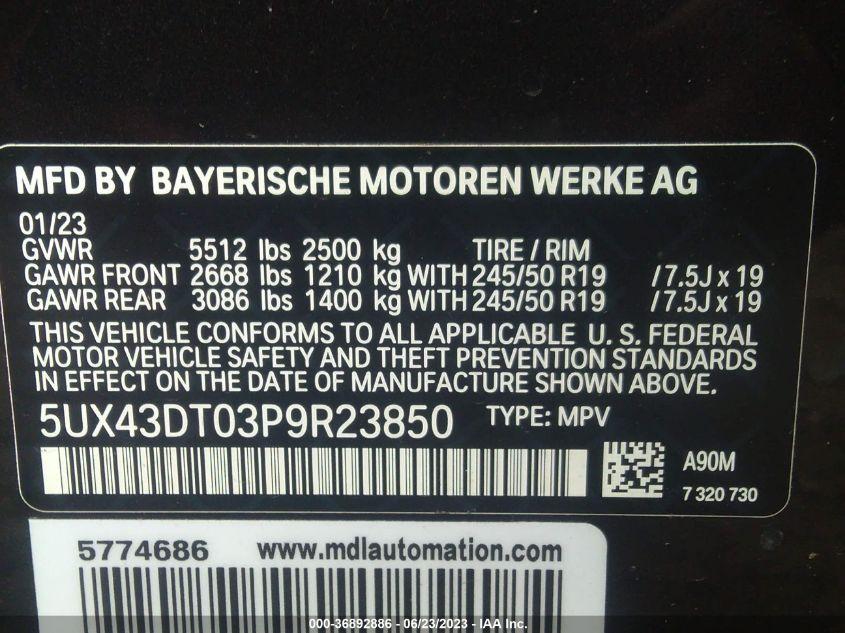 MFD BY BAYERISCHE MOTOREN WERKE AG
01/23
GVWR 5512 lbs 2500 kg TIRE / RIM
GAWR FRONT 2668 lbs 1210 kg WITH 245/50 R19 / 7.5J x 19
GAWR REAR 3086 lbs 1400 kg WITH 245/50 R19 / 7.5J x 19
THIS VEHICLE CONFORMS TO ALL APPLICABLE U. S. FEDERAL
MOTOR VEHICLE SAFETY AND THEFT PREVENTION STANDARDS
IN EFFECT ON THE DATE OF MANUFACTURE SHOWN ABOVE.
5UX43DT03P9R23850 TYPE: MPV
A90M
7 320 730
5774686 www.mdlautomation.com
000-36892886 - 06/23/2023 - IAA Inc.